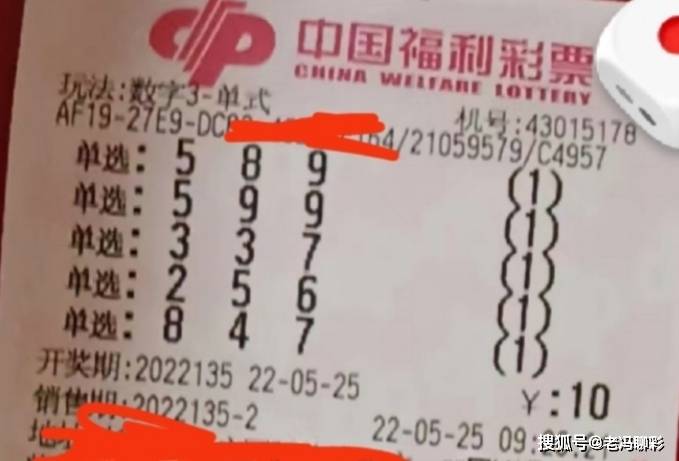 中国福利彩票
CHINA WELFARE LOTTERY
玩法:数字3-单式
机号:43015178
AF19-27E9-DC 164/21059579/C4957
单选: 5 8 9 (1)
单选: 5 9 9 (1)
单选: 3 3 7 (1)
单选: 2 5 6 (1)
单选: 8 4 7 (1)
开奖期:2022135 22-05-25 ¥:10
销售期:2022135-2 22-05-25 09:
搜狐号@老冯聊彩